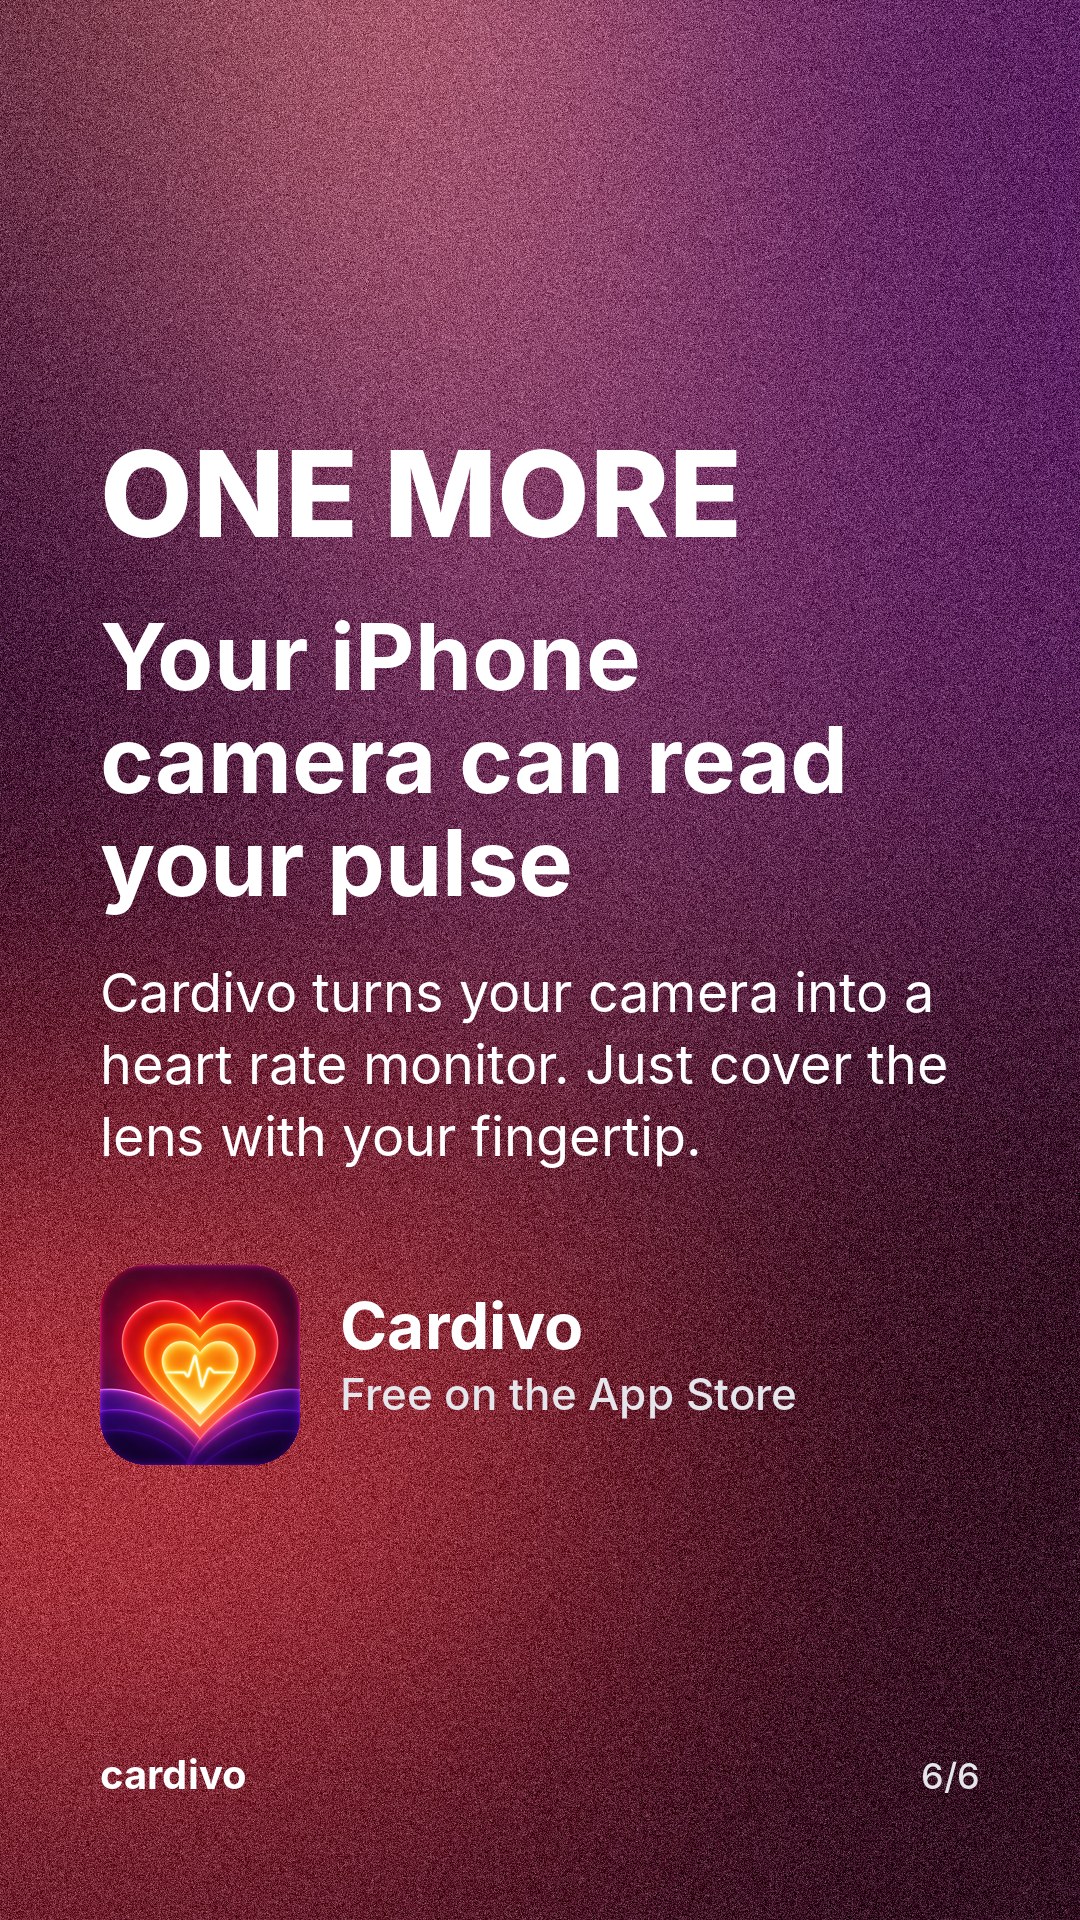 ONE MORE
Your iPhone
camera can read
your pulse
Cardivo turns your camera into a
heart rate monitor. Just cover the
lens with your fingertip.
Cardivo
Free on the App Store
cardivo
6/6